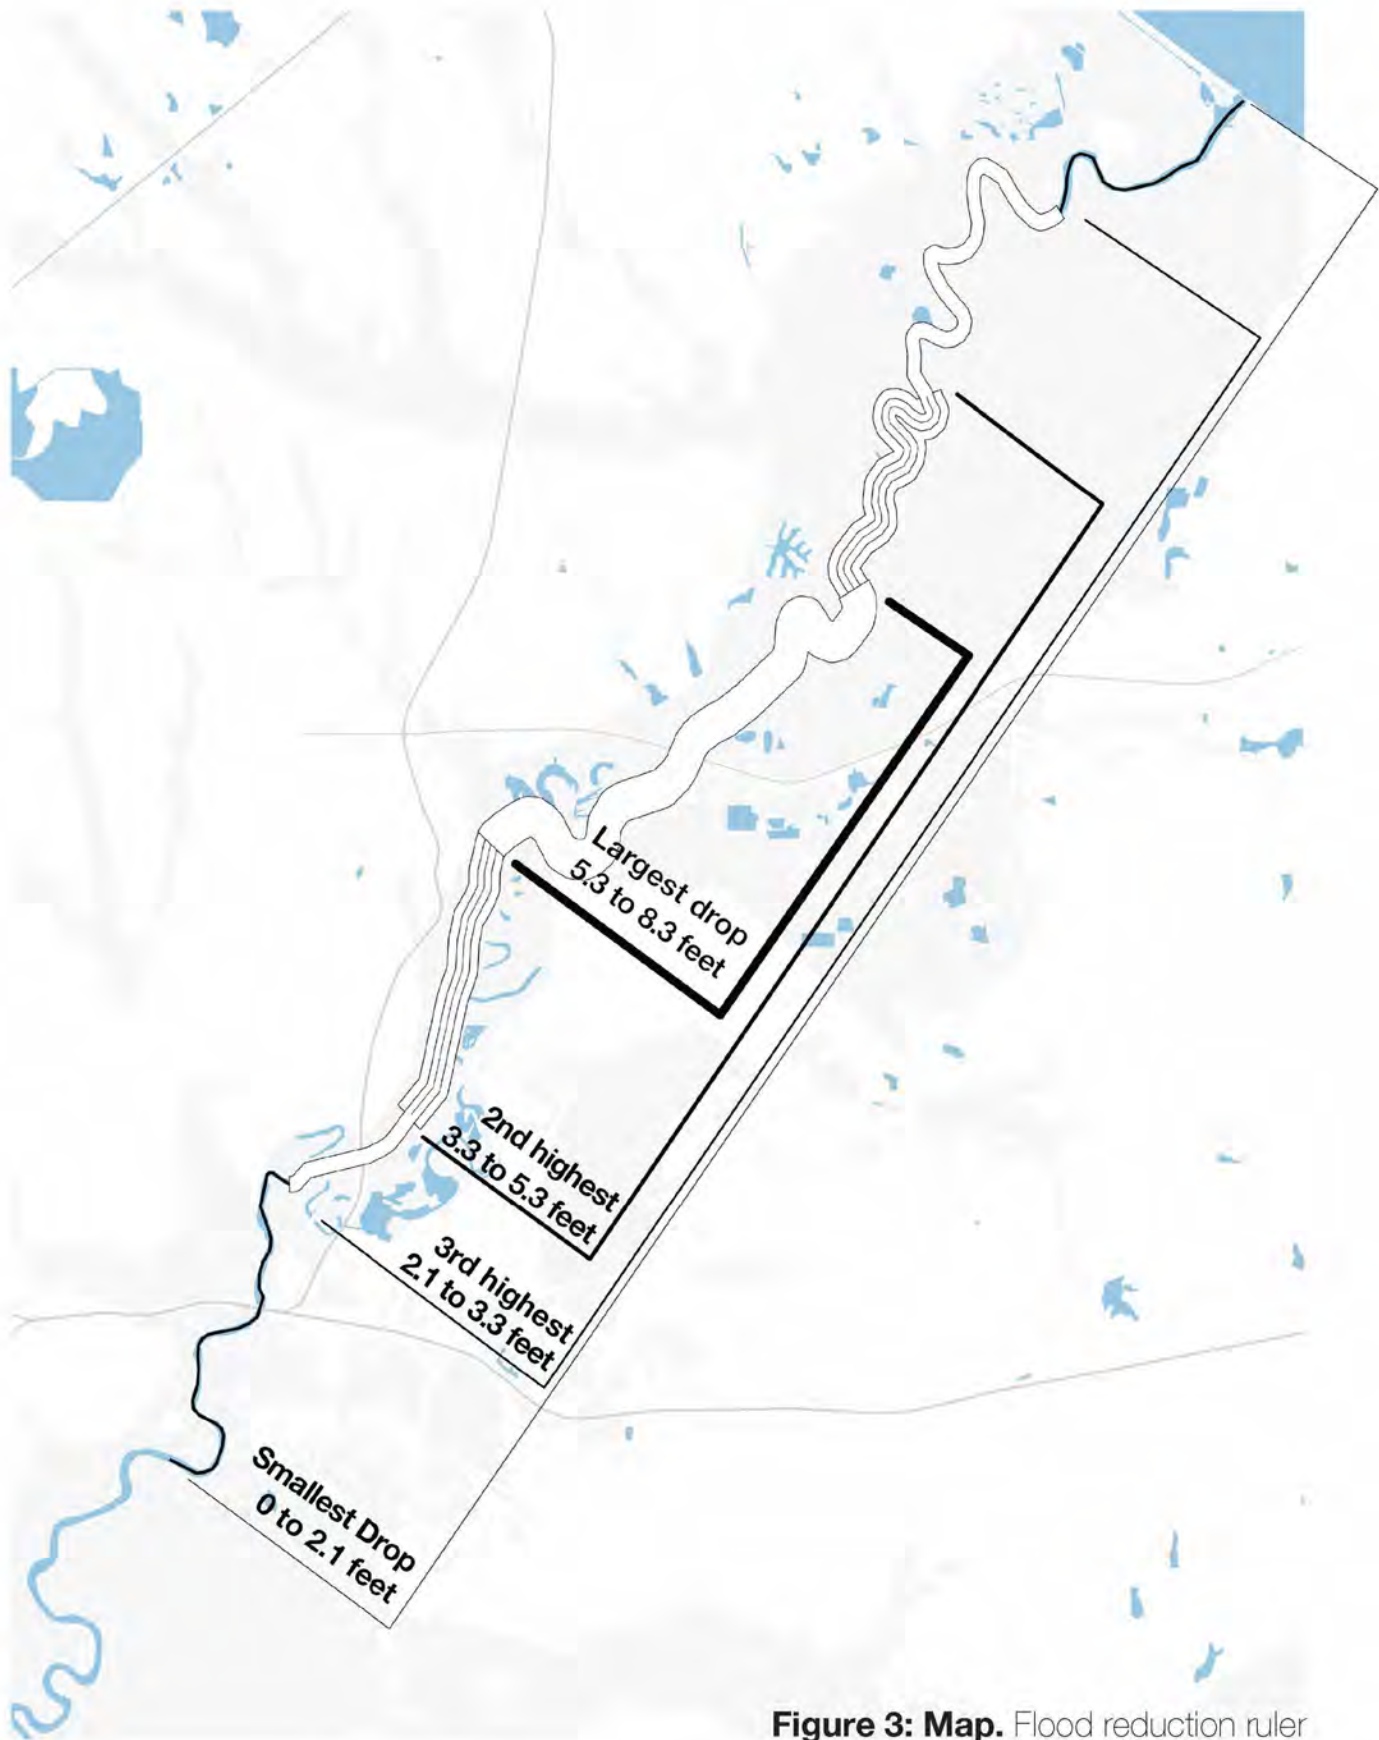 Largest drop
5.3 to 8.3 feet
2nd highest
3.3 to 5.3 feet
3rd highest
2.1 to 3.3 feet
Smallest Drop
0 to 2.1 feet
Figure 3: Map. Flood reduction ruler